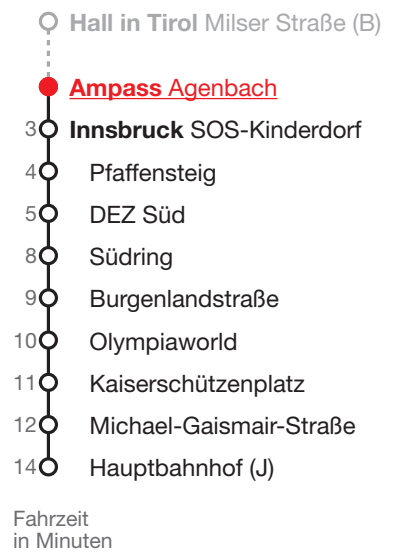 Hall in Tirol Milser Straße (B)
Ampass Agenbach
3 Innsbruck SOS-Kinderdorf
4 Pfaffensteig
5 DEZ Süd
8 Südring
9 Burgenlandstraße
10 Olympiaworld
11 Kaiserschützenplatz
12 Michael-Gaismair-Straße
14 Hauptbahnhof (J)
Fahrzeit
in Minuten